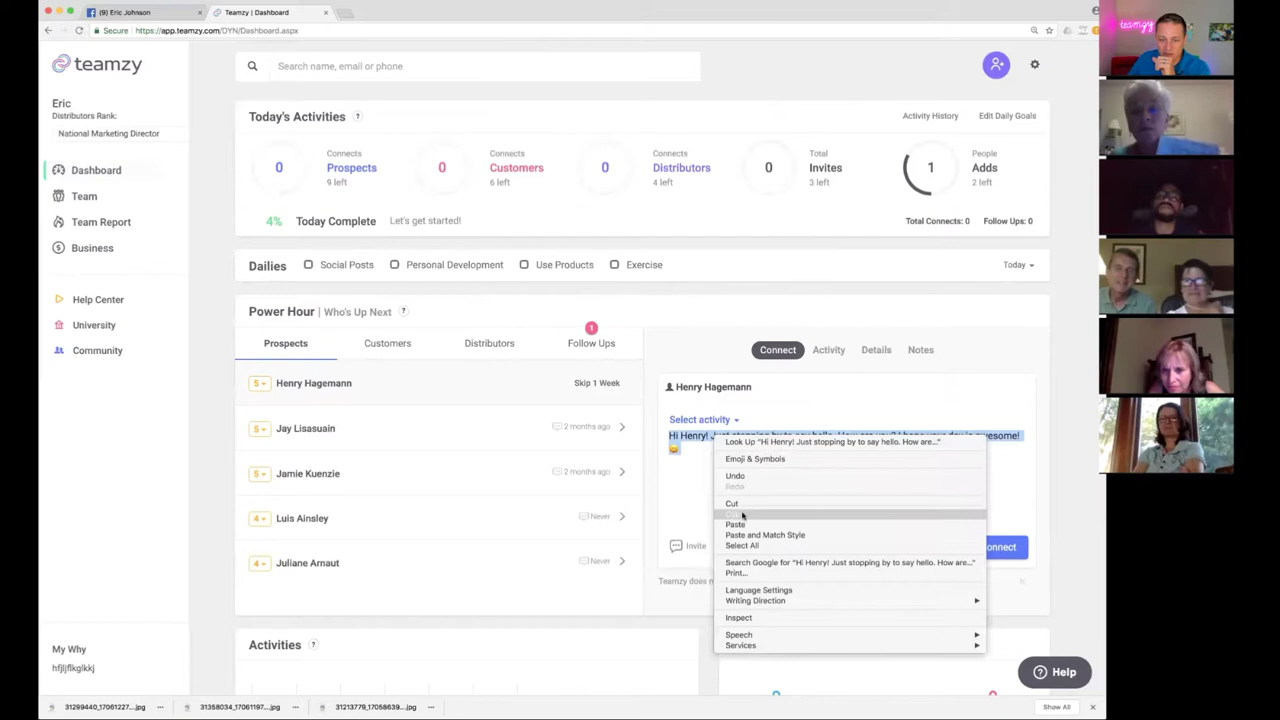 (9) Eric Johnson
Teamzy | Dashboard
Secure
https://app.teamzy.com/DYN/Dashboard.aspx
teamzy
teamzy
Search name, email or phone
Eric
Distributors Rank:
National Marketing Director
Dashboard
Team
Team Report
Business
Help Center
University
Community
Today's Activities ?
Activity History
Edit Daily Goals
0
Connects
Prospects
9 left
0
Connects
Customers
6 left
0
Connects
Distributors
4 left
0
Total
Invites
3 left
1
People
Adds
2 left
4% Today Complete Let's get started!
Total Connects: 0 Follow Ups: 0
Dailies Social Posts Personal Development Use Products Exercise Today
Power Hour | Who's Up Next ?
1
Prospects Customers Distributors Follow Ups
5 Henry Hagemann Skip 1 Week
5 Jay Lisasuain 2 months ago
5 Jamie Kuenzie 2 months ago
4 Luis Ainsley Never
4 Juliane Arnaut Never
Connect Activity Details Notes
Henry Hagemann
Select activity
Hi Henry! Just stopping by to say hello. How are you? I hope your day is awesome!
Look Up "Hi Henry! Just stopping by to say hello. How are..."
Emoji & Symbols
Undo
Redo
Cut
Paste
Paste and Match Style
Select All
Search Google for "Hi Henry! Just stopping by to say hello. How are..."
Print...
Language Settings
Writing Direction
Inspect
Speech
Services
Invite
onnect
Teamzy does n
Activities ?
0
My Why
hfjljflkglkkj
? Help
31299440_17061227....jpg
31358034_17061197....jpg
31213779_17058639....jpg
Show All